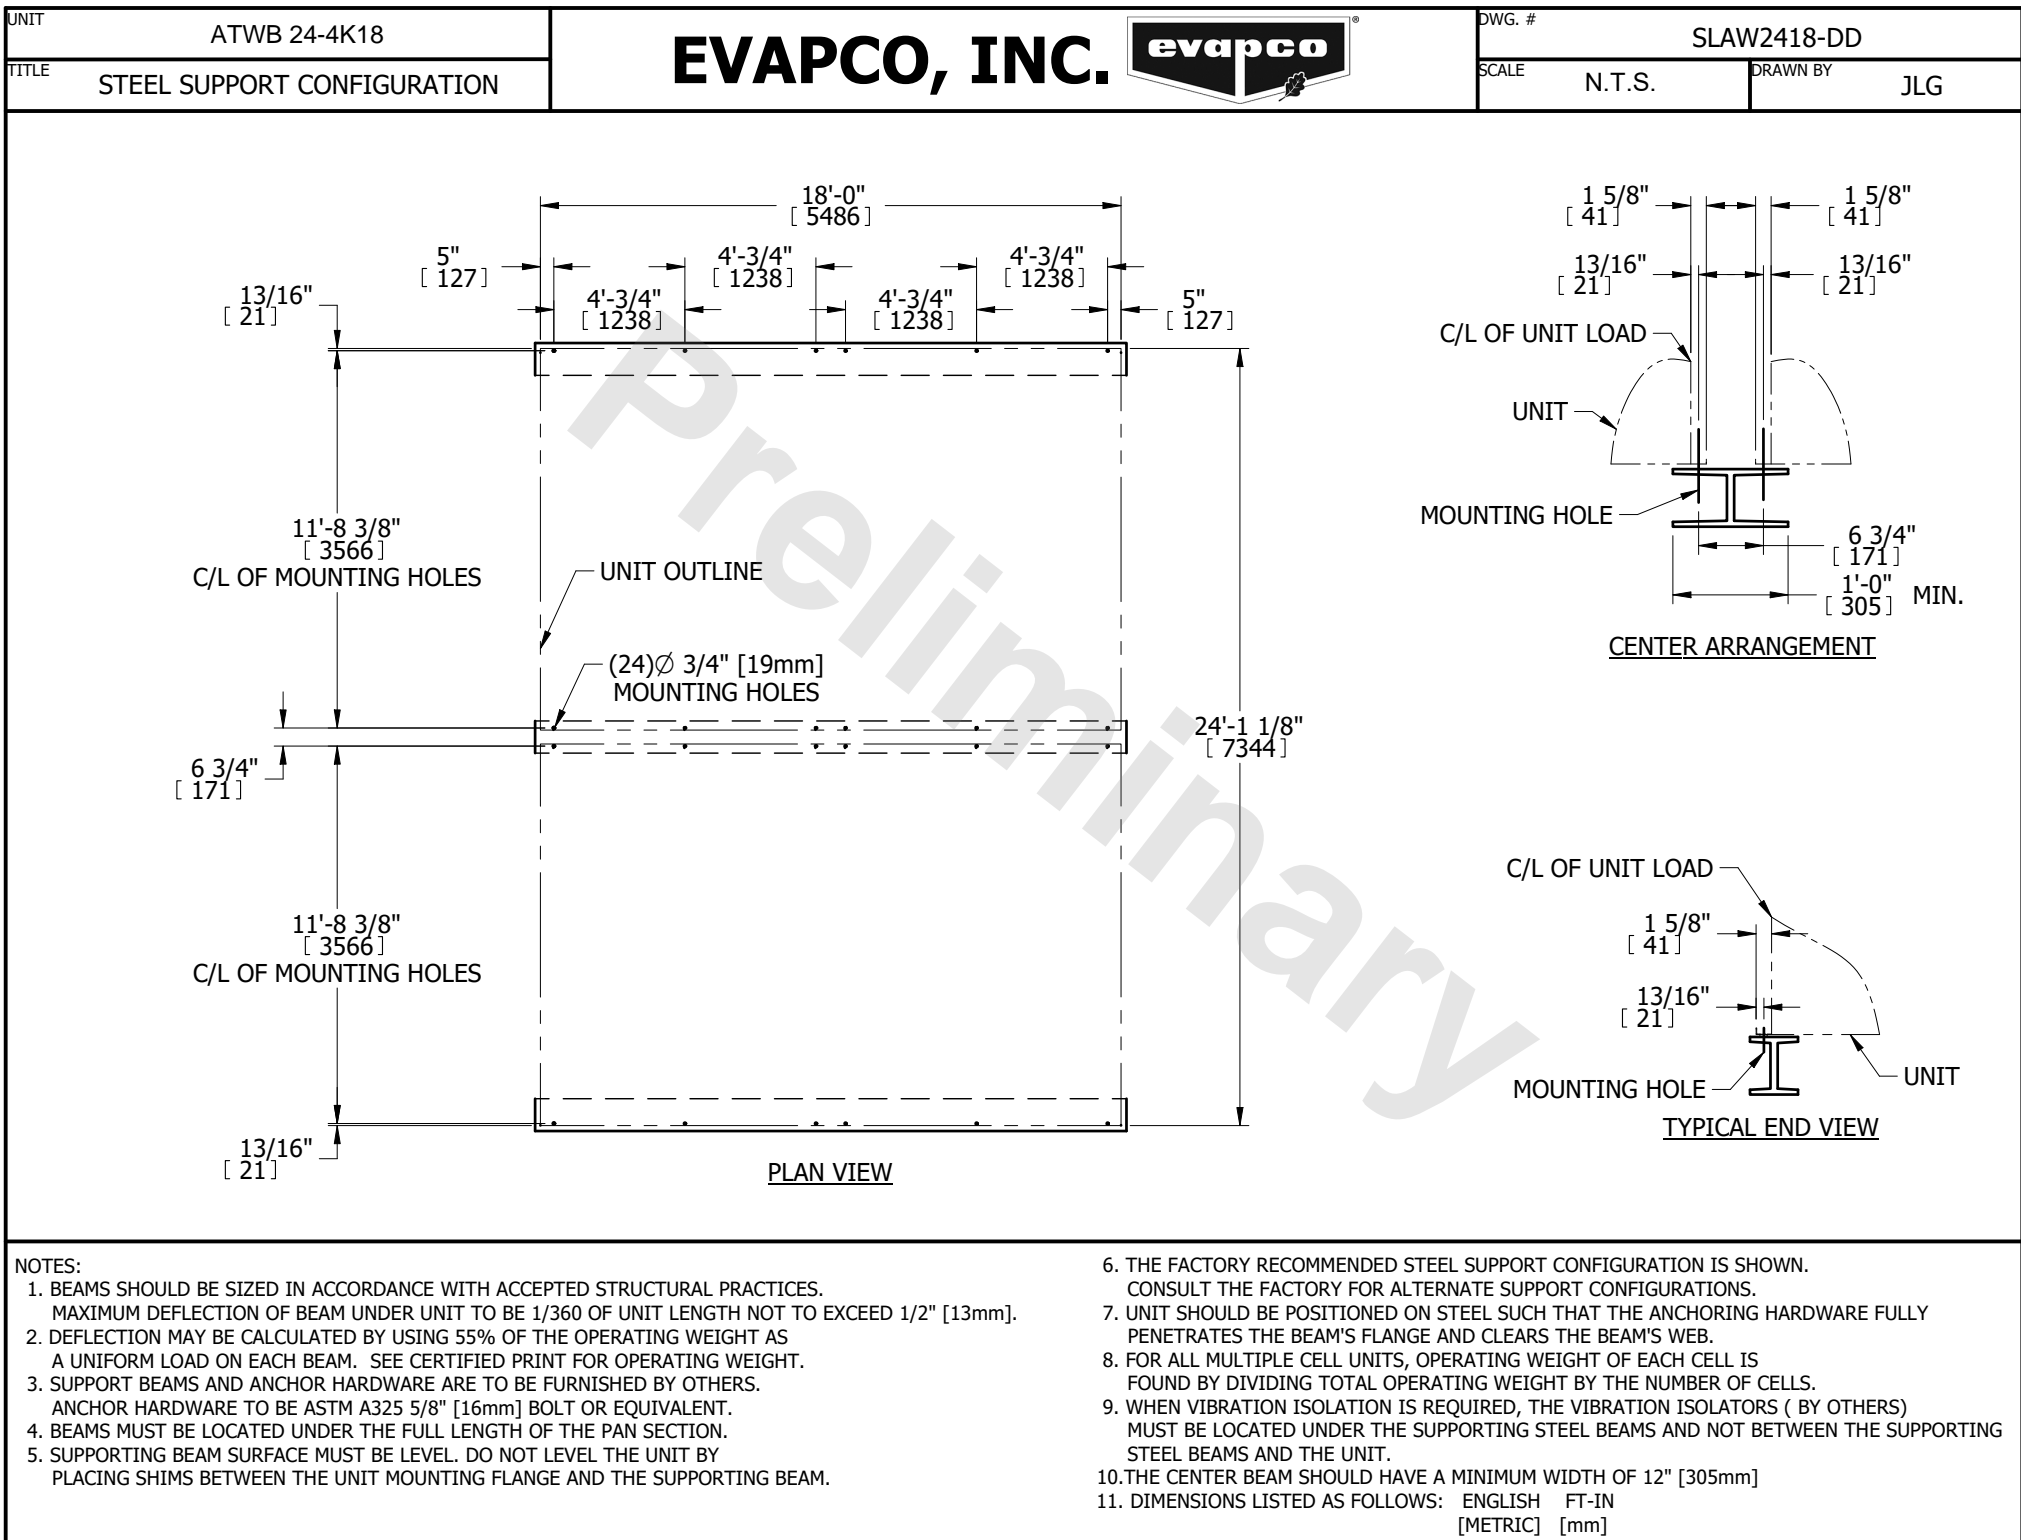 UNIT
ATWB 24-4K18
TITLE
STEEL SUPPORT CONFIGURATION
EVAPCO, INC.
evapco
®
DWG. #
SLAW2418-DD
SCALE
N.T.S.
DRAWN BY
JLG
18'-0"
[ 5486 ]
5"
[ 127 ]
4'-3/4"
[ 1238 ]
4'-3/4"
[ 1238 ]
13/16"
[ 21 ]
4'-3/4"
[ 1238 ]
4'-3/4"
[ 1238 ]
5"
[ 127 ]
11'-8 3/8"
[ 3566 ]
C/L OF MOUNTING HOLES
UNIT OUTLINE
(24)Ø 3/4" [19mm]
MOUNTING HOLES
6 3/4"
[ 171 ]
24'-1 1/8"
[ 7344 ]
11'-8 3/8"
[ 3566 ]
C/L OF MOUNTING HOLES
13/16"
[ 21 ]
PLAN VIEW
Preliminary
1 5/8"
[ 41 ]
1 5/8"
[ 41 ]
13/16"
[ 21 ]
13/16"
[ 21 ]
C/L OF UNIT LOAD
UNIT
MOUNTING HOLE
6 3/4"
[ 171 ]
1'-0"
[ 305 ]
MIN.
CENTER ARRANGEMENT
C/L OF UNIT LOAD
1 5/8"
[ 41 ]
13/16"
[ 21 ]
MOUNTING HOLE
UNIT
TYPICAL END VIEW
NOTES:
1. BEAMS SHOULD BE SIZED IN ACCORDANCE WITH ACCEPTED STRUCTURAL PRACTICES.
MAXIMUM DEFLECTION OF BEAM UNDER UNIT TO BE 1/360 OF UNIT LENGTH NOT TO EXCEED 1/2" [13mm].
2. DEFLECTION MAY BE CALCULATED BY USING 55% OF THE OPERATING WEIGHT AS
A UNIFORM LOAD ON EACH BEAM. SEE CERTIFIED PRINT FOR OPERATING WEIGHT.
3. SUPPORT BEAMS AND ANCHOR HARDWARE ARE TO BE FURNISHED BY OTHERS.
ANCHOR HARDWARE TO BE ASTM A325 5/8" [16mm] BOLT OR EQUIVALENT.
4. BEAMS MUST BE LOCATED UNDER THE FULL LENGTH OF THE PAN SECTION.
5. SUPPORTING BEAM SURFACE MUST BE LEVEL. DO NOT LEVEL THE UNIT BY
PLACING SHIMS BETWEEN THE UNIT MOUNTING FLANGE AND THE SUPPORTING BEAM.
6. THE FACTORY RECOMMENDED STEEL SUPPORT CONFIGURATION IS SHOWN.
CONSULT THE FACTORY FOR ALTERNATE SUPPORT CONFIGURATIONS.
7. UNIT SHOULD BE POSITIONED ON STEEL SUCH THAT THE ANCHORING HARDWARE FULLY
PENETRATES THE BEAM'S FLANGE AND CLEARS THE BEAM'S WEB.
8. FOR ALL MULTIPLE CELL UNITS, OPERATING WEIGHT OF EACH CELL IS
FOUND BY DIVIDING TOTAL OPERATING WEIGHT BY THE NUMBER OF CELLS.
9. WHEN VIBRATION ISOLATION IS REQUIRED, THE VIBRATION ISOLATORS ( BY OTHERS)
MUST BE LOCATED UNDER THE SUPPORTING STEEL BEAMS AND NOT BETWEEN THE SUPPORTING
STEEL BEAMS AND THE UNIT.
10.THE CENTER BEAM SHOULD HAVE A MINIMUM WIDTH OF 12" [305mm]
11. DIMENSIONS LISTED AS FOLLOWS: ENGLISH FT-IN
[METRIC] [mm]